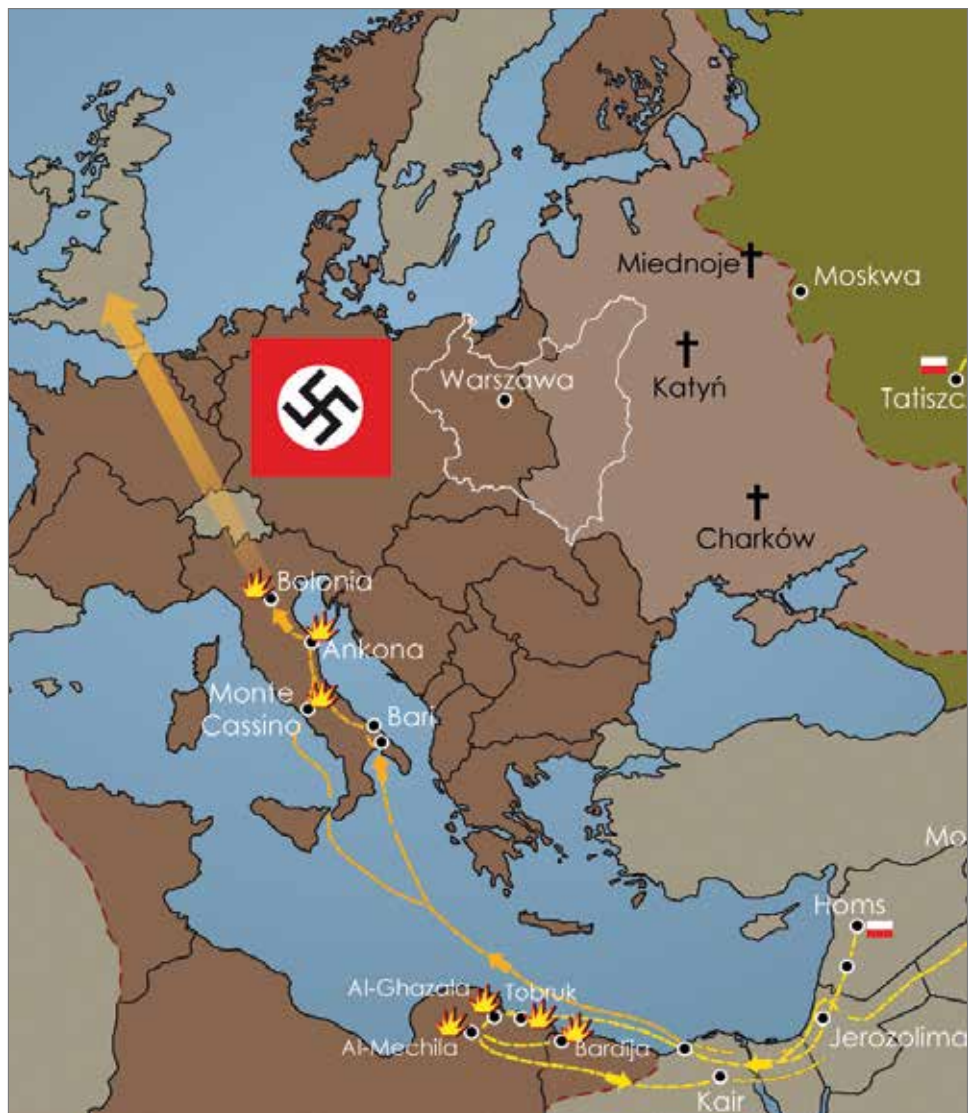 Miednoje
Moskwa
Katyń
Warszawa
Tatiszc
Charków
Bolonia
Ankona
Monte
Cassino
Bari
Mo
Homs
Al-Ghazala
Tobruk
Al-Mechila
Bardija
Jerozolima
Kair